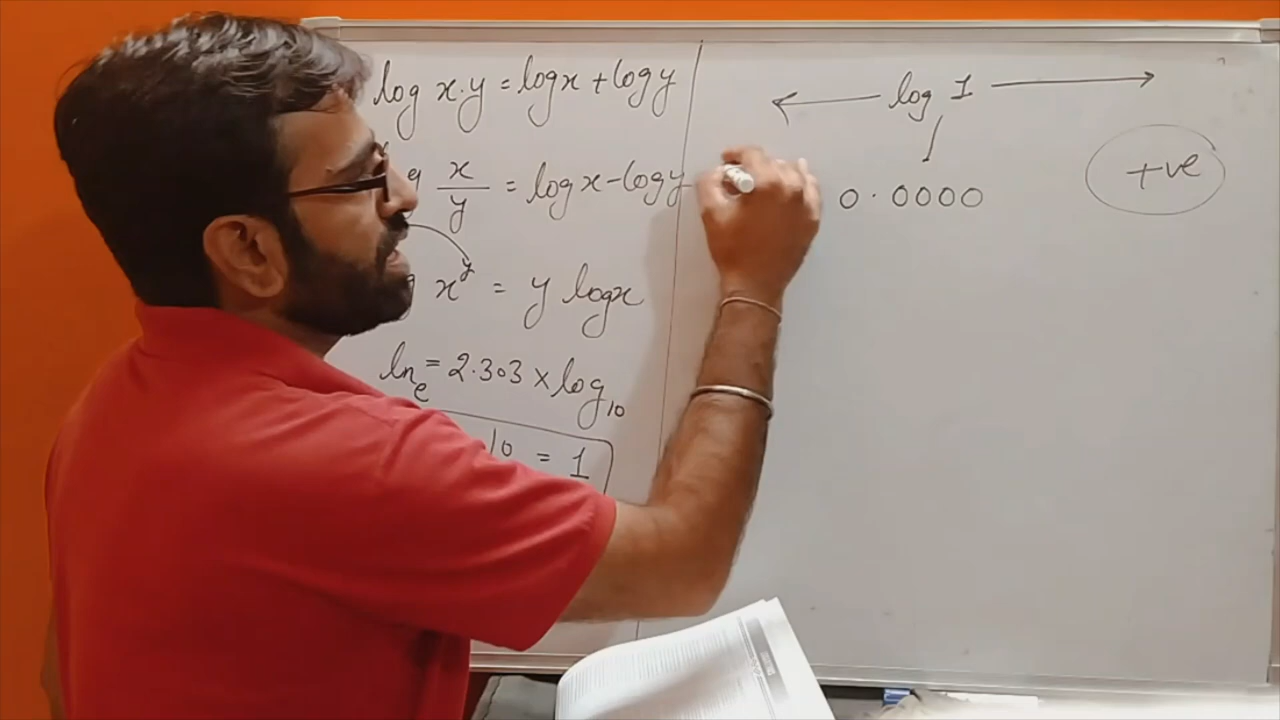 log x.y = log x + log y
x/y = log x - log y
x^y = y log x
ln_e = 2.303 × log_10
10 = 1
← log 1 →
0.0000
+ve